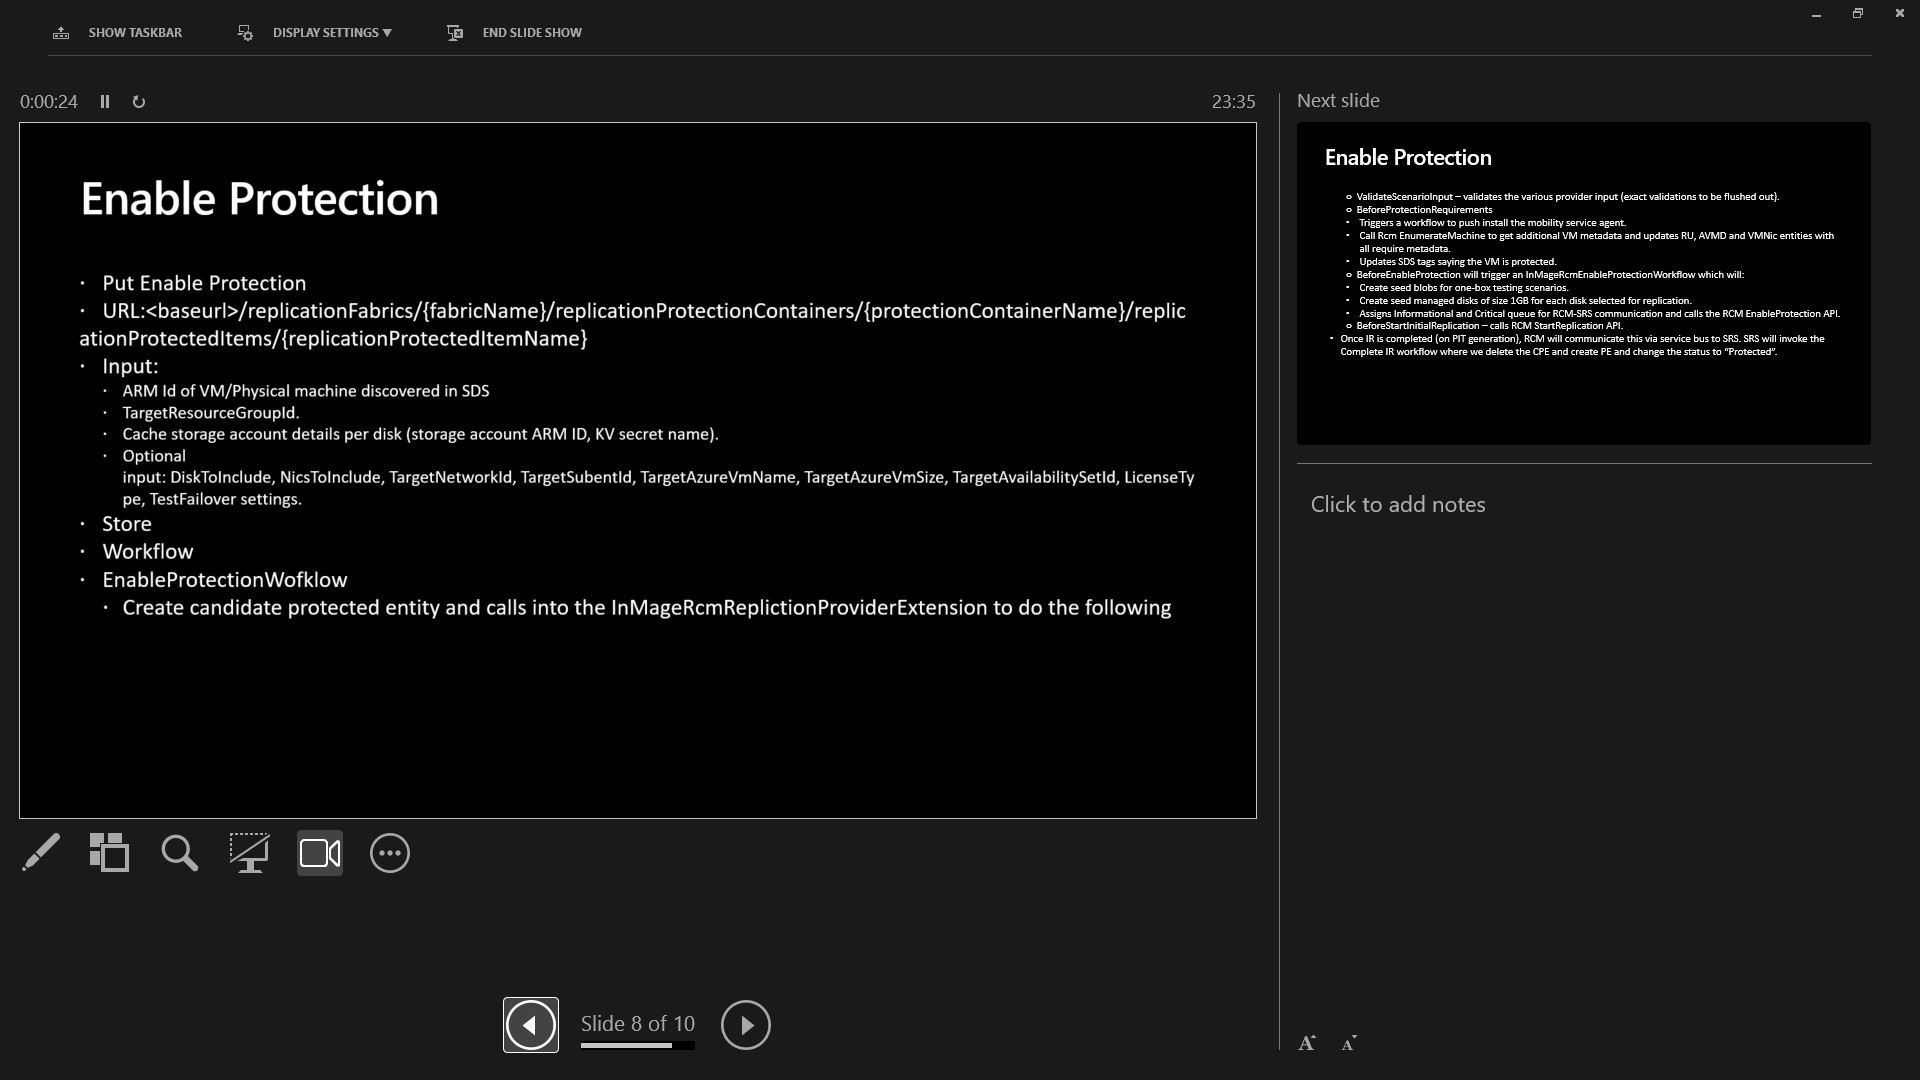 SHOW TASKBAR
DISPLAY SETTINGS ▼
END SLIDE SHOW
0:00:24
23:35
Enable Protection
· Put Enable Protection
· URL:<baseurl>/replicationFabrics/{fabricName}/replicationProtectionContainers/{protectionContainerName}/replic
ationProtectedItems/{replicationProtectedItemName}
· Input:
· ARM Id of VM/Physical machine discovered in SDS
· TargetResourceGroupId.
· Cache storage account details per disk (storage account ARM ID, KV secret name).
· Optional
input: DiskToInclude, NicsToInclude, TargetNetworkId, TargetSubentId, TargetAzureVmName, TargetAzureVmSize, TargetAvailabilitySetId, LicenseTy
pe, TestFailover settings.
· Store
· Workflow
· EnableProtectionWofklow
· Create candidate protected entity and calls into the InMageRcmReplictionProviderExtension to do the following
Slide 8 of 10
Next slide
Enable Protection
o ValidateScenarioInput – validates the various provider input (exact validations to be flushed out).
o BeforeProtectionRequirements
· Triggers a workflow to push install the mobility service agent.
· Call Rcm EnumerateMachine to get additional VM metadata and updates RU, AVMD and VMNic entities with
all require metadata.
· Updates SDS tags saying the VM is protected.
o BeforeEnableProtection will trigger an InMageRcmEnableProtectionWorkflow which will:
· Create seed blobs for one-box testing scenarios.
· Create seed managed disks of size 1GB for each disk selected for replication.
· Assigns Informational and Critical queue for RCM-SRS communication and calls the RCM EnableProtection API.
o BeforeStartInitialReplication – calls RCM StartReplication API.
· Once IR is completed (on PIT generation), RCM will communicate this via service bus to SRS. SRS will invoke the
Complete IR workflow where we delete the CPE and create PE and change the status to “Protected”.
Click to add notes
A
A